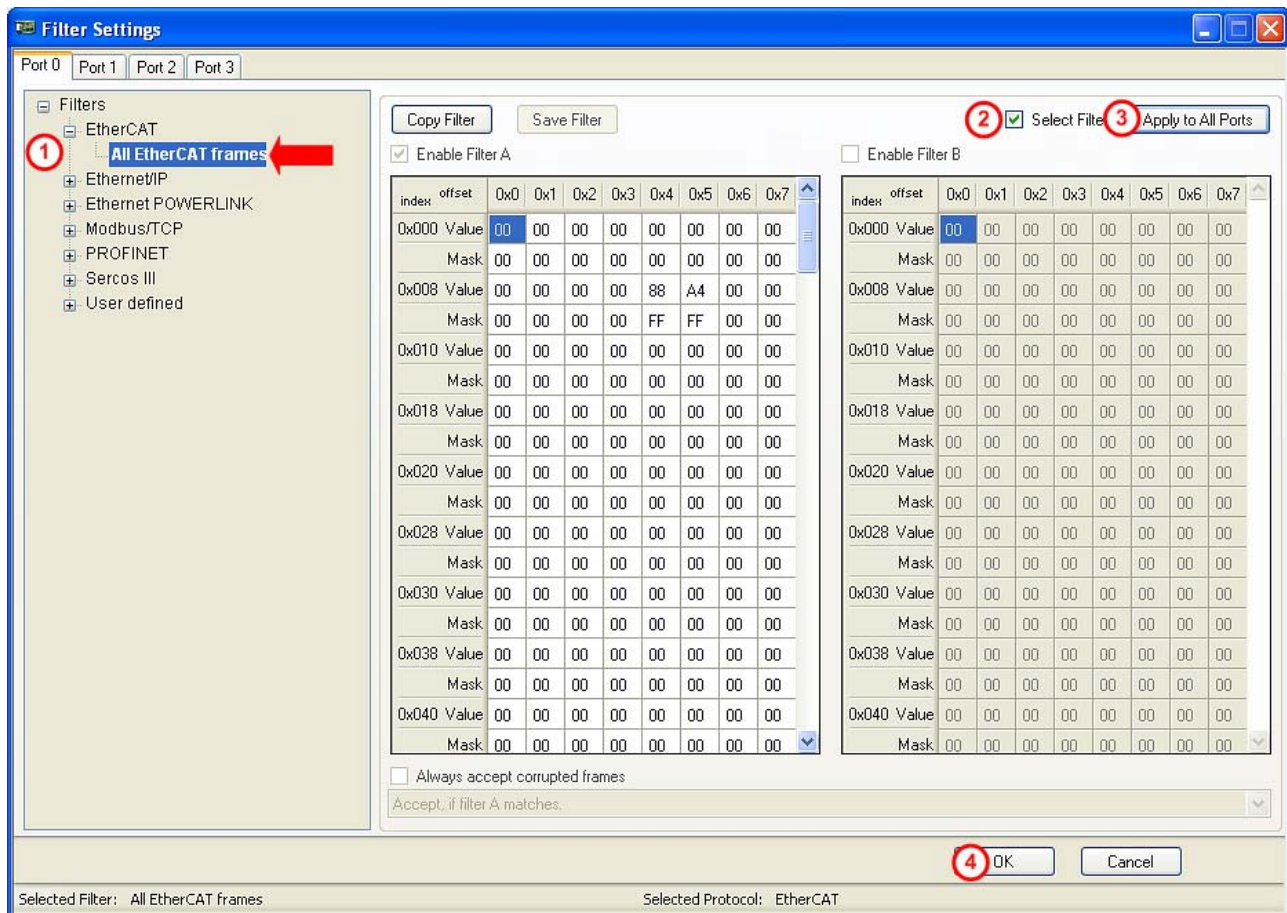 Filter Settings
Port 0 Port 1 Port 2 Port 3
Filters
EtherCAT
1 All EtherCAT frames
Ethernet/IP
Ethernet POWERLINK
Modbus/TCP
PROFINET
Sercos III
User defined
Copy Filter Save Filter 2 Select Filte 3 Apply to All Ports
Enable Filter A Enable Filter B
index offset 0x0 0x1 0x2 0x3 0x4 0x5 0x6 0x7 index offset 0x0 0x1 0x2 0x3 0x4 0x5 0x6 0x7
0x000 Value 00 00 00 00 00 00 00 00 0x000 Value 00 00 00 00 00 00 00 00
Mask 00 00 00 00 00 00 00 00 Mask 00 00 00 00 00 00 00 00
0x008 Value 00 00 00 00 88 A4 00 00 0x008 Value 00 00 00 00 00 00 00 00
Mask 00 00 00 00 FF FF 00 00 Mask 00 00 00 00 00 00 00 00
0x010 Value 00 00 00 00 00 00 00 00 0x010 Value 00 00 00 00 00 00 00 00
Mask 00 00 00 00 00 00 00 00 Mask 00 00 00 00 00 00 00 00
0x018 Value 00 00 00 00 00 00 00 00 0x018 Value 00 00 00 00 00 00 00 00
Mask 00 00 00 00 00 00 00 00 Mask 00 00 00 00 00 00 00 00
0x020 Value 00 00 00 00 00 00 00 00 0x020 Value 00 00 00 00 00 00 00 00
Mask 00 00 00 00 00 00 00 00 Mask 00 00 00 00 00 00 00 00
0x028 Value 00 00 00 00 00 00 00 00 0x028 Value 00 00 00 00 00 00 00 00
Mask 00 00 00 00 00 00 00 00 Mask 00 00 00 00 00 00 00 00
0x030 Value 00 00 00 00 00 00 00 00 0x030 Value 00 00 00 00 00 00 00 00
Mask 00 00 00 00 00 00 00 00 Mask 00 00 00 00 00 00 00 00
0x038 Value 00 00 00 00 00 00 00 00 0x038 Value 00 00 00 00 00 00 00 00
Mask 00 00 00 00 00 00 00 00 Mask 00 00 00 00 00 00 00 00
0x040 Value 00 00 00 00 00 00 00 00 0x040 Value 00 00 00 00 00 00 00 00
Mask 00 00 00 00 00 00 00 00 Mask 00 00 00 00 00 00 00 00
Always accept corrupted frames
Accept, if filter A matches.
4 OK Cancel
Selected Filter: All EtherCAT frames Selected Protocol: EtherCAT